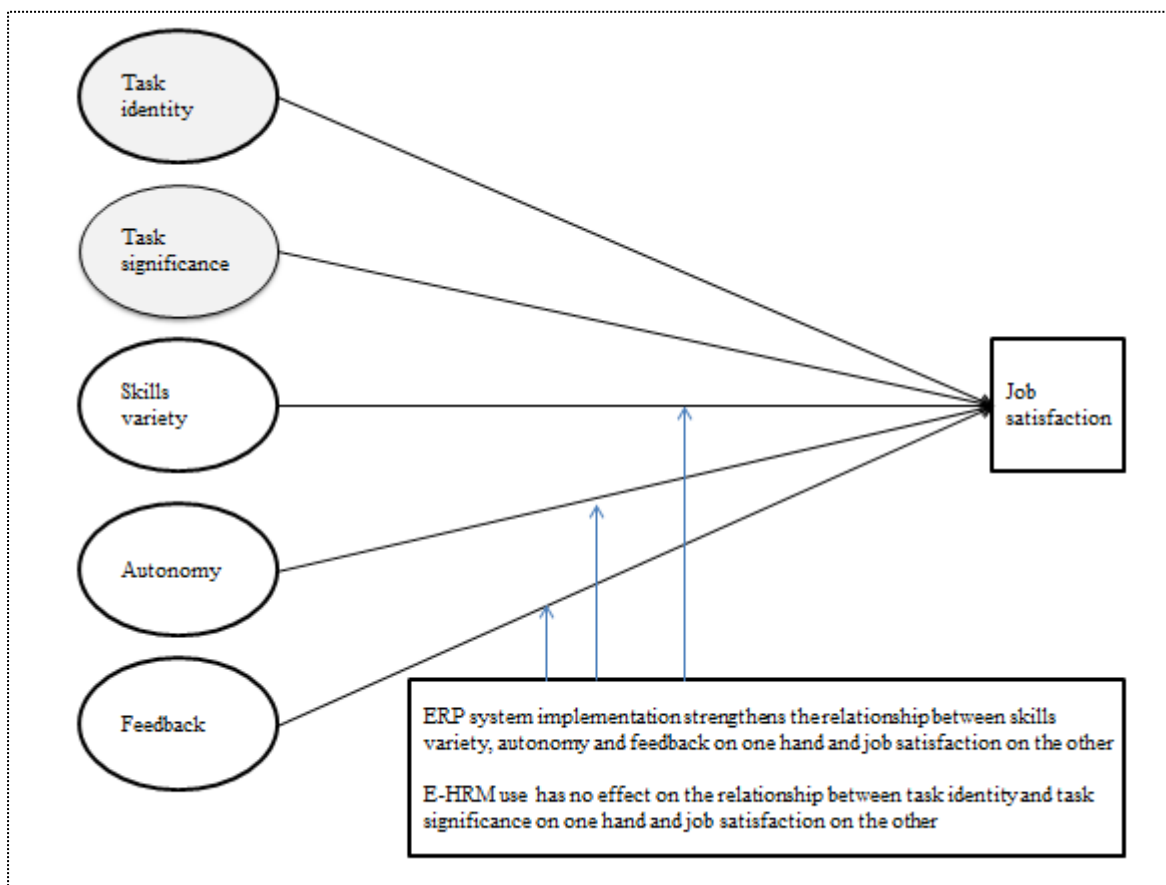 Task
identity
Task
significance
Skills
variety
Autonomy
Feedback
Job
satisfaction
ERP system implementation strengthens the relationship between skills
variety, autonomy and feedback on one hand and job satisfaction on the other
E-HRM use has no effect on the relationship between task identity and task
significance on one hand and job satisfaction on the other